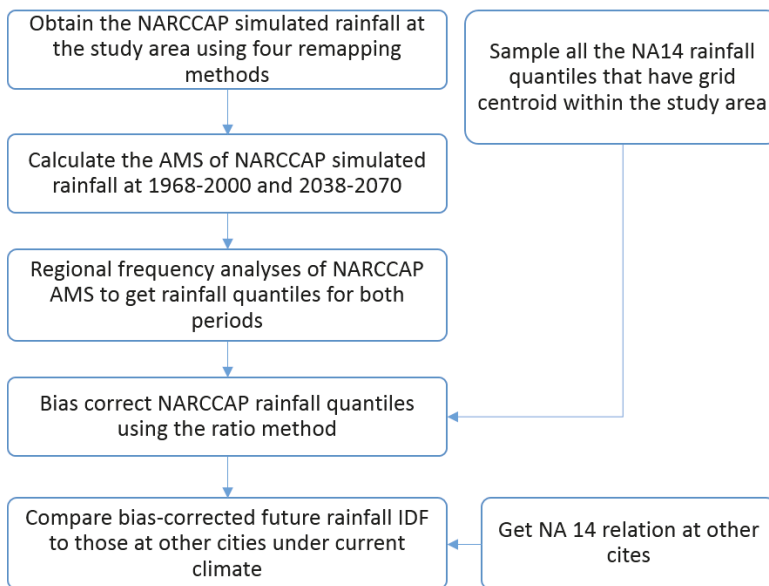 Obtain the NARCCAP simulated rainfall at
the study area using four remapping
methods
Sample all the NA14 rainfall
quantiles that have grid
centroid within the study area
Calculate the AMS of NARCCAP simulated
rainfall at 1968-2000 and 2038-2070
Regional frequency analyses of NARCCAP
AMS to get rainfall quantiles for both
periods
Bias correct NARCCAP rainfall quantiles
using the ratio method
Compare bias-corrected future rainfall IDF
to those at other cities under current
climate
Get NA 14 relation at other
cites